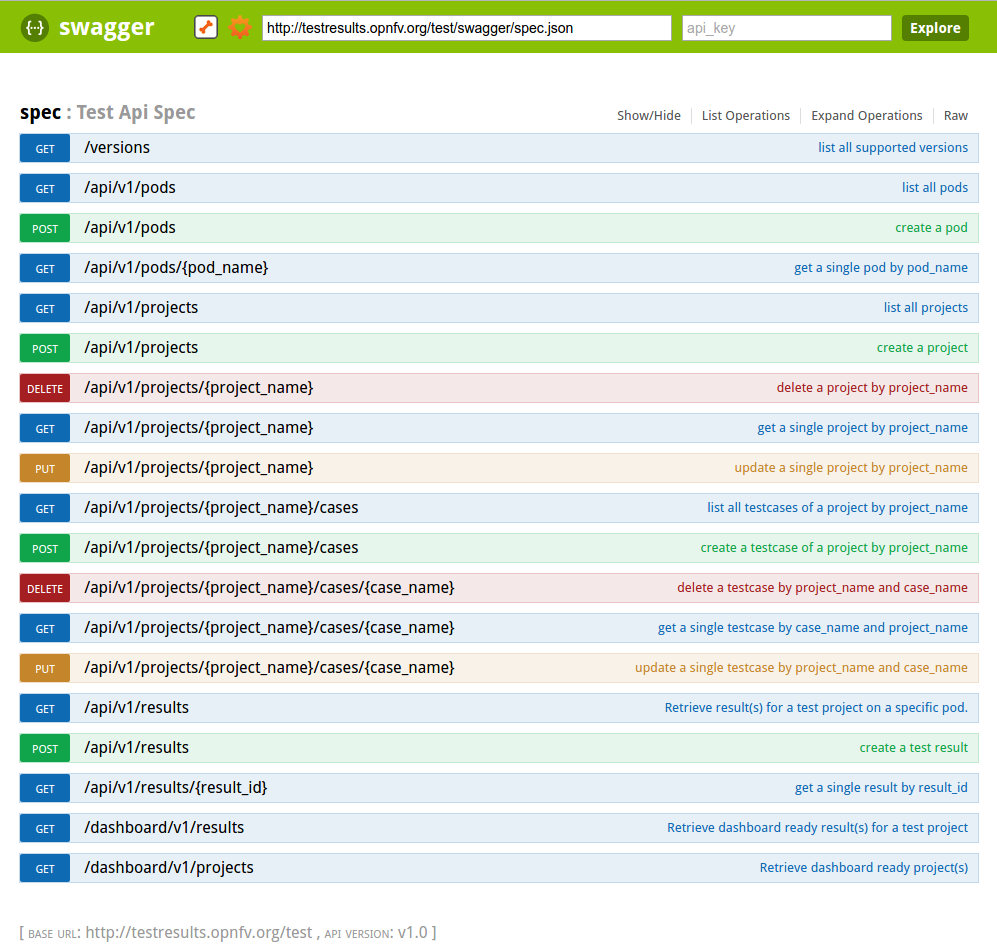 {··} swagger http://testresults.opnfv.org/test/swagger/spec.json api_key Explore
spec : Test Api Spec Show/Hide List Operations Expand Operations Raw
GET /versions list all supported versions
GET /api/v1/pods list all pods
POST /api/v1/pods create a pod
GET /api/v1/pods/{pod_name} get a single pod by pod_name
GET /api/v1/projects list all projects
POST /api/v1/projects create a project
DELETE /api/v1/projects/{project_name} delete a project by project_name
GET /api/v1/projects/{project_name} get a single project by project_name
PUT /api/v1/projects/{project_name} update a single project by project_name
GET /api/v1/projects/{project_name}/cases list all testcases of a project by project_name
POST /api/v1/projects/{project_name}/cases create a testcase of a project by project_name
DELETE /api/v1/projects/{project_name}/cases/{case_name} delete a testcase by project_name and case_name
GET /api/v1/projects/{project_name}/cases/{case_name} get a single testcase by case_name and project_name
PUT /api/v1/projects/{project_name}/cases/{case_name} update a single testcase by project_name and case_name
GET /api/v1/results Retrieve result(s) for a test project on a specific pod.
POST /api/v1/results create a test result
GET /api/v1/results/{result_id} get a single result by result_id
GET /dashboard/v1/results Retrieve dashboard ready result(s) for a test project
GET /dashboard/v1/projects Retrieve dashboard ready project(s)
[ BASE URL: http://testresults.opnfv.org/test , API VERSION: v1.0 ]